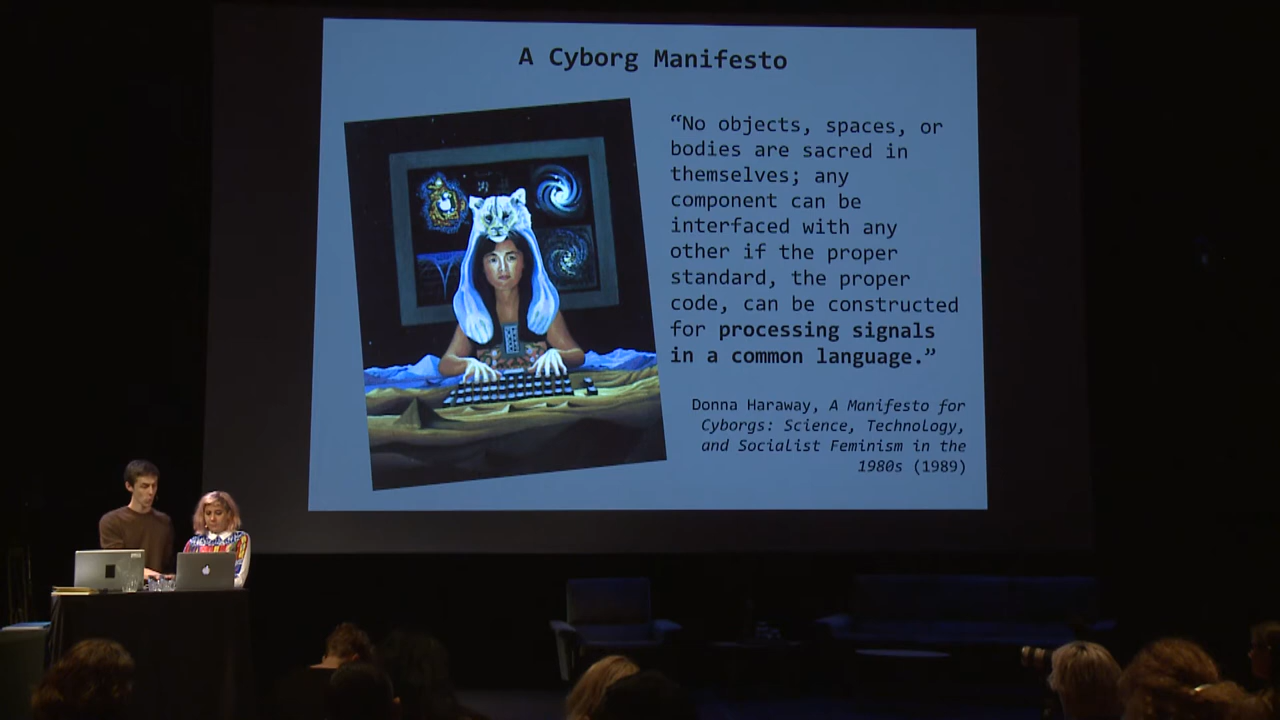 A Cyborg Manifesto
“No objects, spaces, or
bodies are sacred in
themselves; any
component can be
interfaced with any
other if the proper
standard, the proper
code, can be constructed
for processing signals
in a common language.”
Donna Haraway, A Manifesto for
Cyborgs: Science, Technology,
and Socialist Feminism in the
1980s (1989)